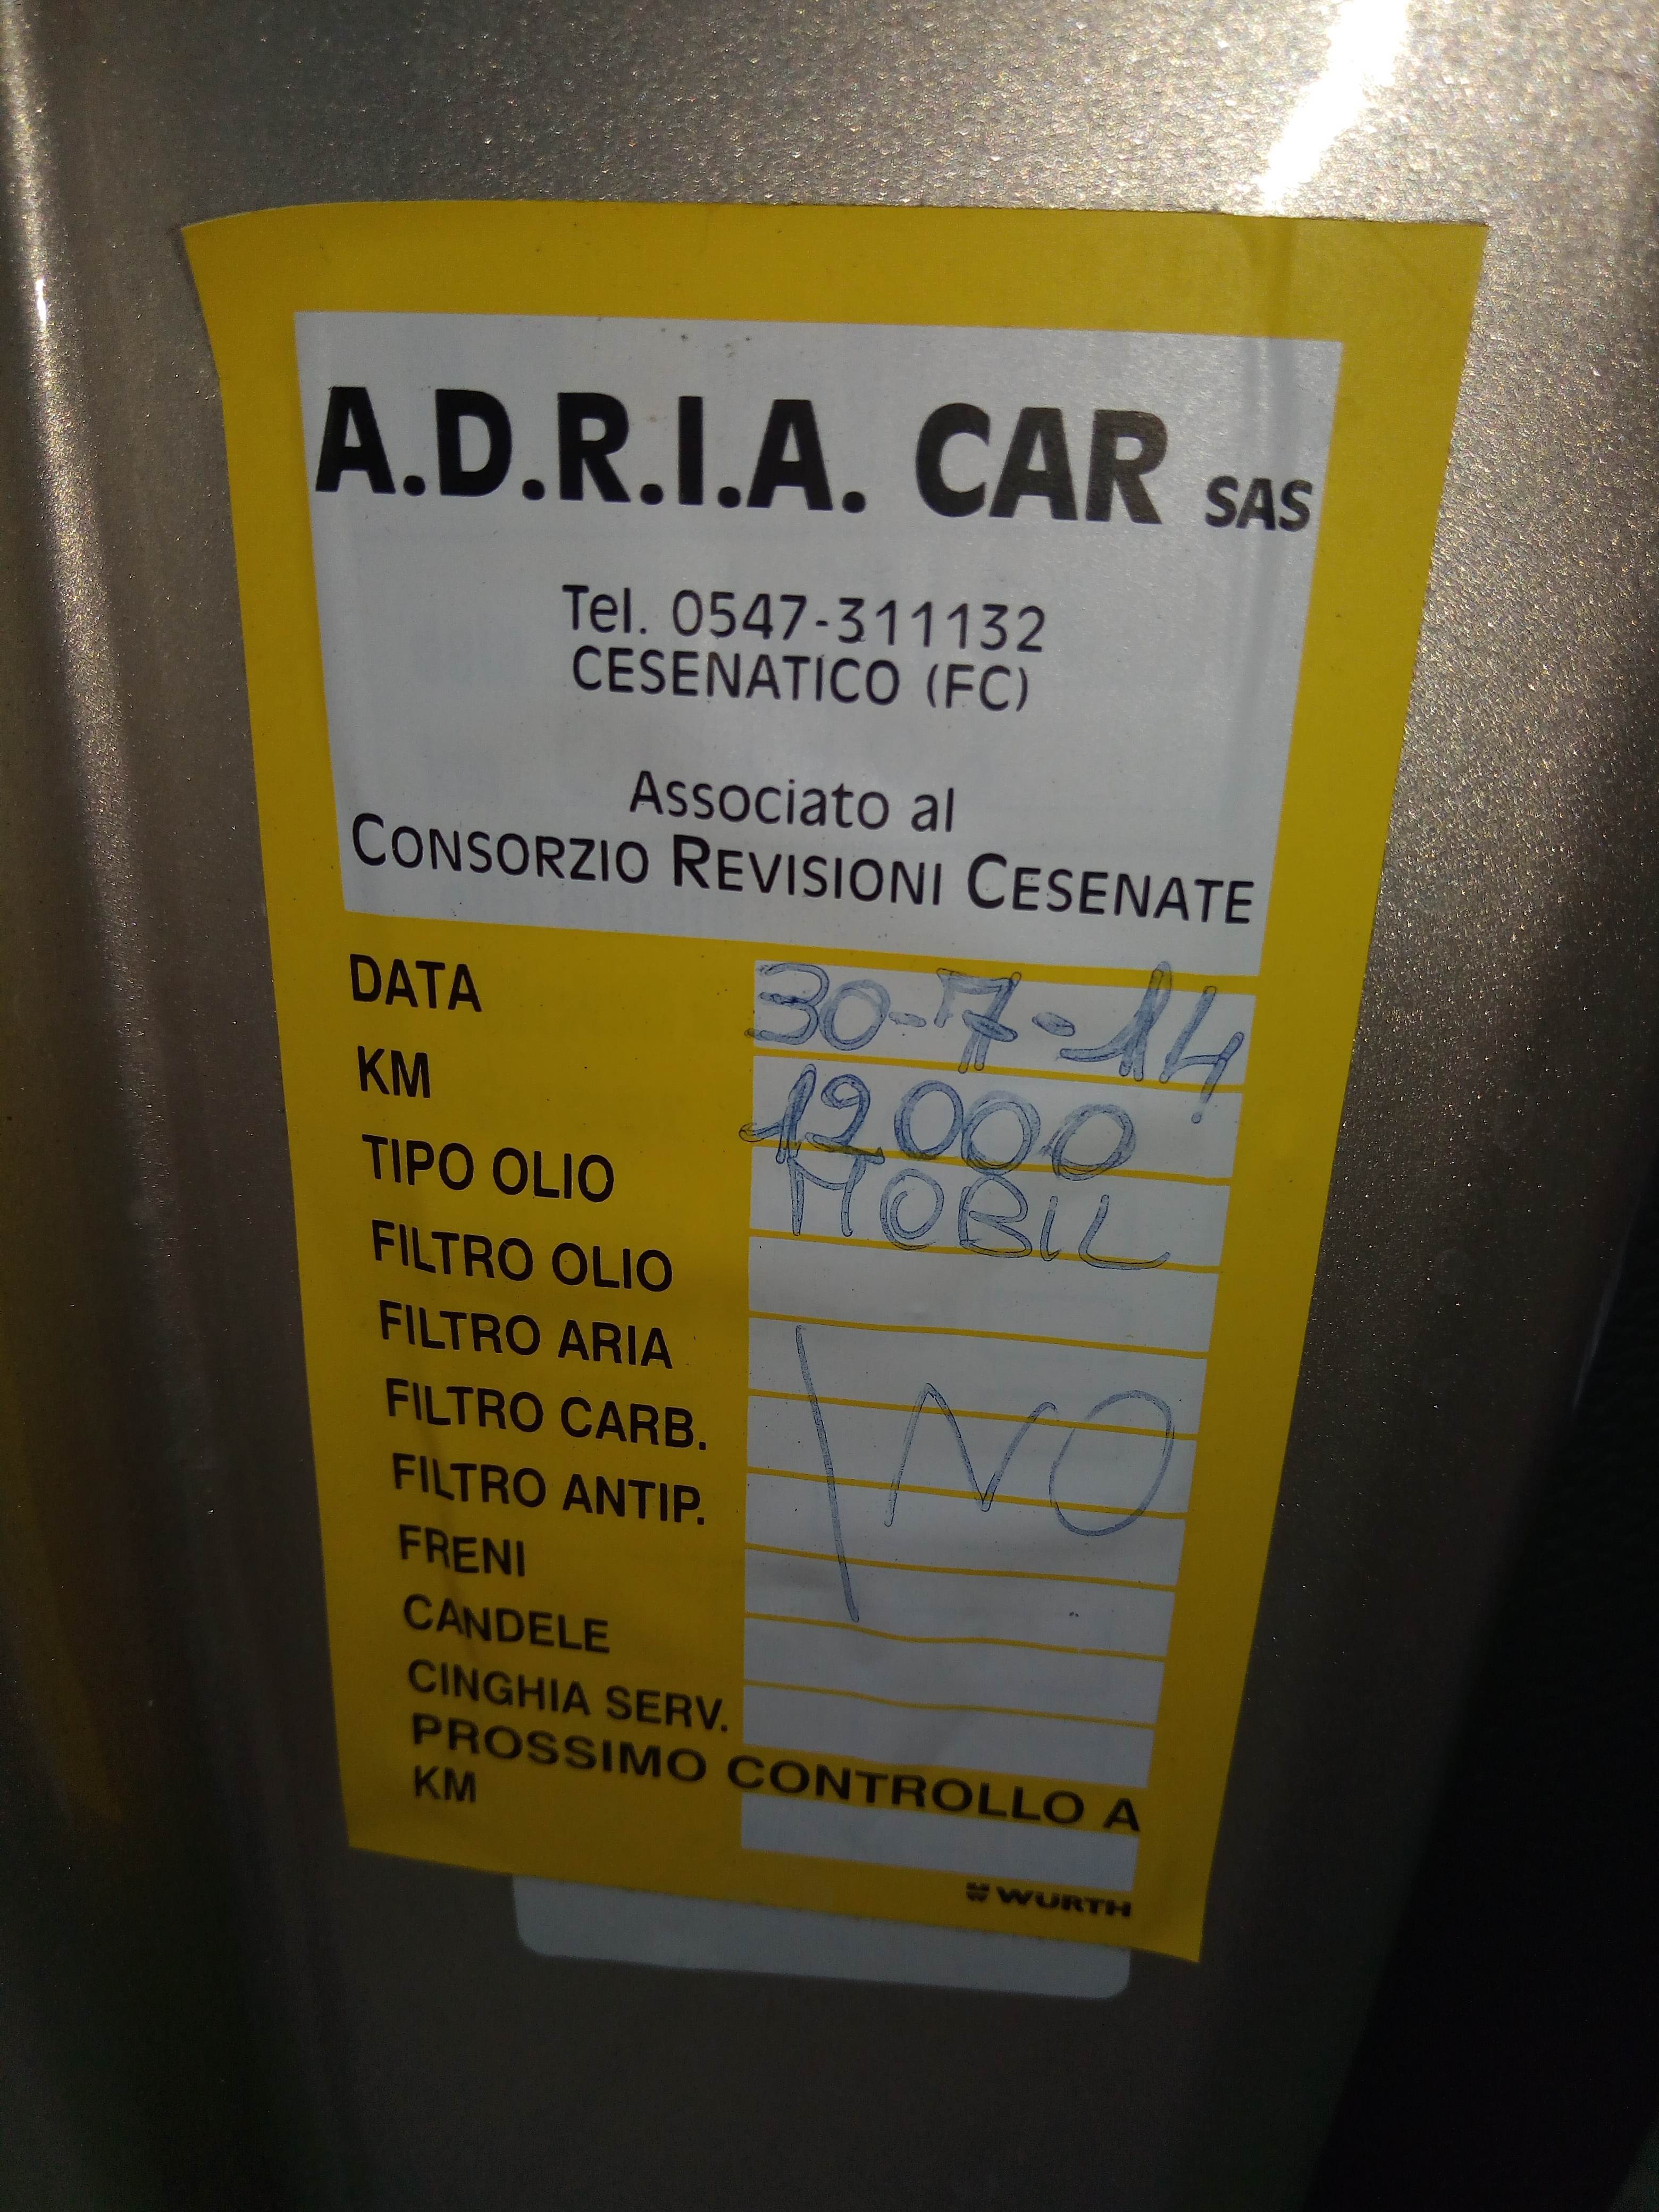 A.D.R.I.A. CAR SAS
Tel. 0547-311132
CESENATICO (FC)
Associato al
CONSORZIO REVISIONI CESENATE
DATA 30-7-14
KM 12000
TIPO OLIO MOBIL
FILTRO OLIO
FILTRO ARIA
FILTRO CARB. NO
FILTRO ANTIP.
FRENI
CANDELE
CINGHIA SERV.
PROSSIMO CONTROLLO A
KM
WURTH